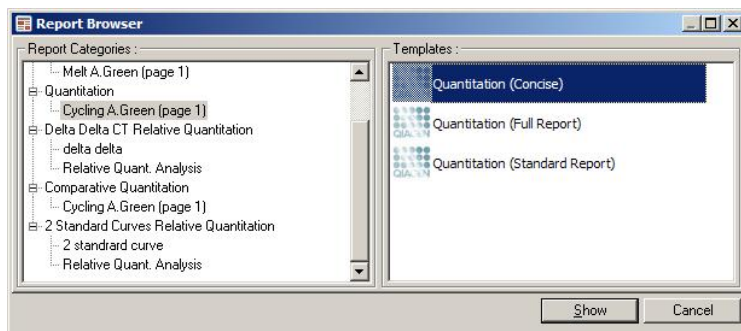 Report Browser
Report Categories :
Melt A.Green (page 1)
Quantitation
Cycling A.Green (page 1)
Delta Delta CT Relative Quantitation
delta delta
Relative Quant. Analysis
Comparative Quantitation
Cycling A.Green (page 1)
2 Standard Curves Relative Quantitation
2 standrard curve
Relative Quant. Analysis
Templates :
Quantitation (Concise)
Quantitation (Full Report)
Quantitation (Standard Report)
Show
Cancel